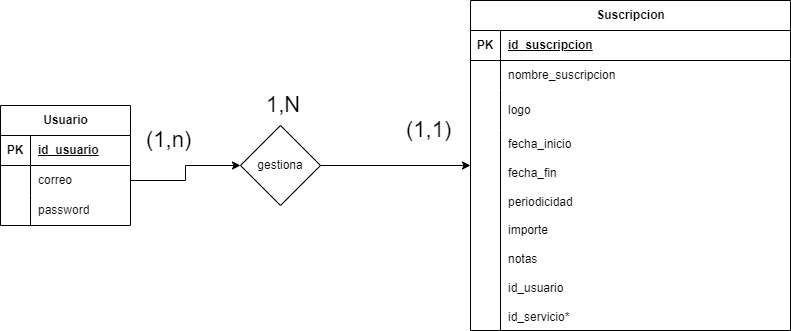 Usuario
PK id_usuario
correo
password
(1,n)
1,N
gestiona
(1,1)
Suscripcion
PK id_suscripcion
nombre_suscripcion
logo
fecha_inicio
fecha_fin
periodicidad
importe
notas
id_usuario
id_servicio*